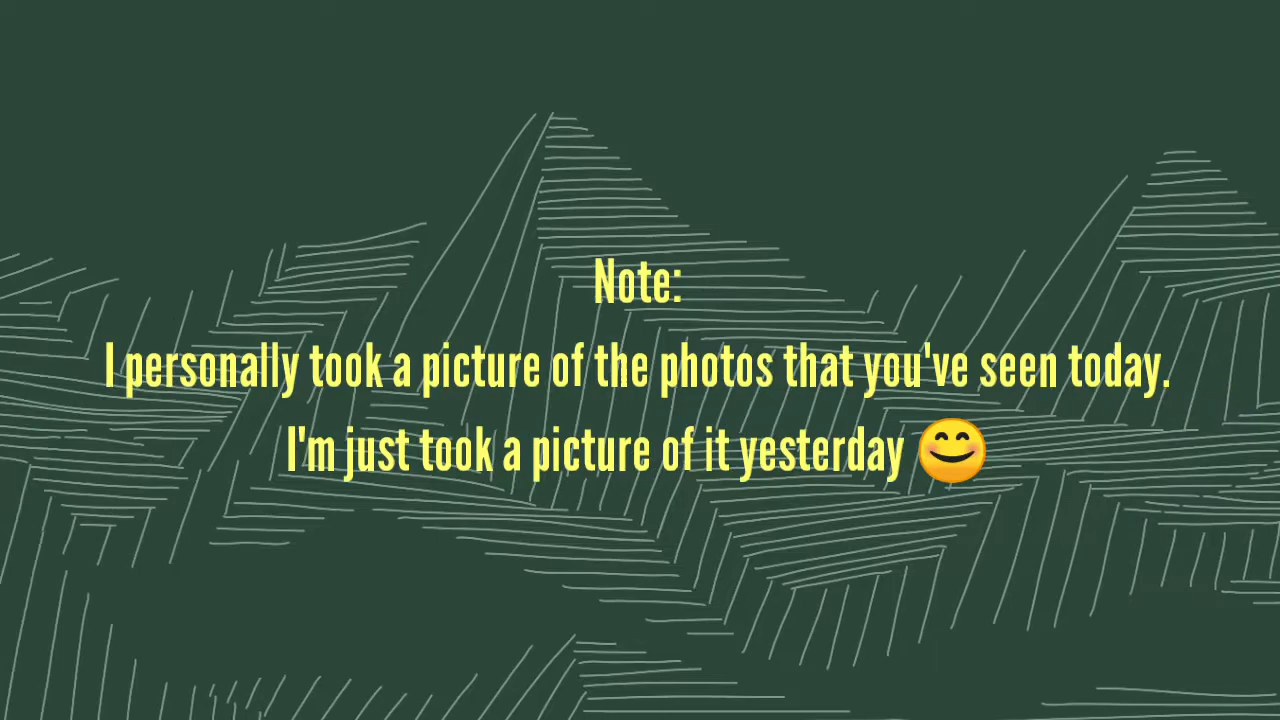 Note:
I personally took a picture of the photos that you've seen today.
I'm just took a picture of it yesterday 😊